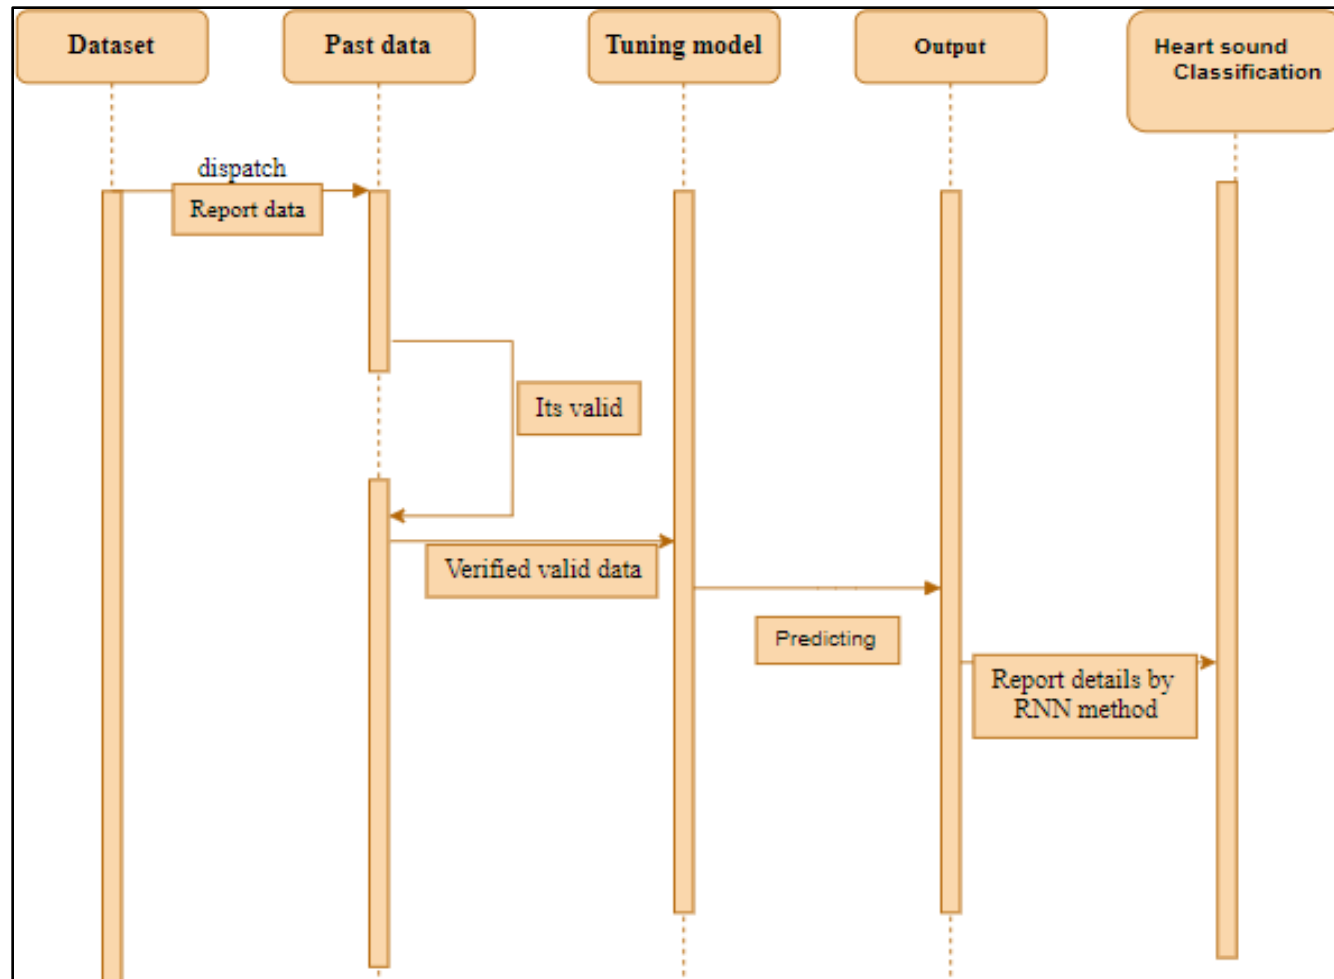 Dataset
Past data
Tuning model
Output
Heart sound
Classification
dispatch
Report data
Its valid
Verified valid data
Predicting
Report details by
RNN method